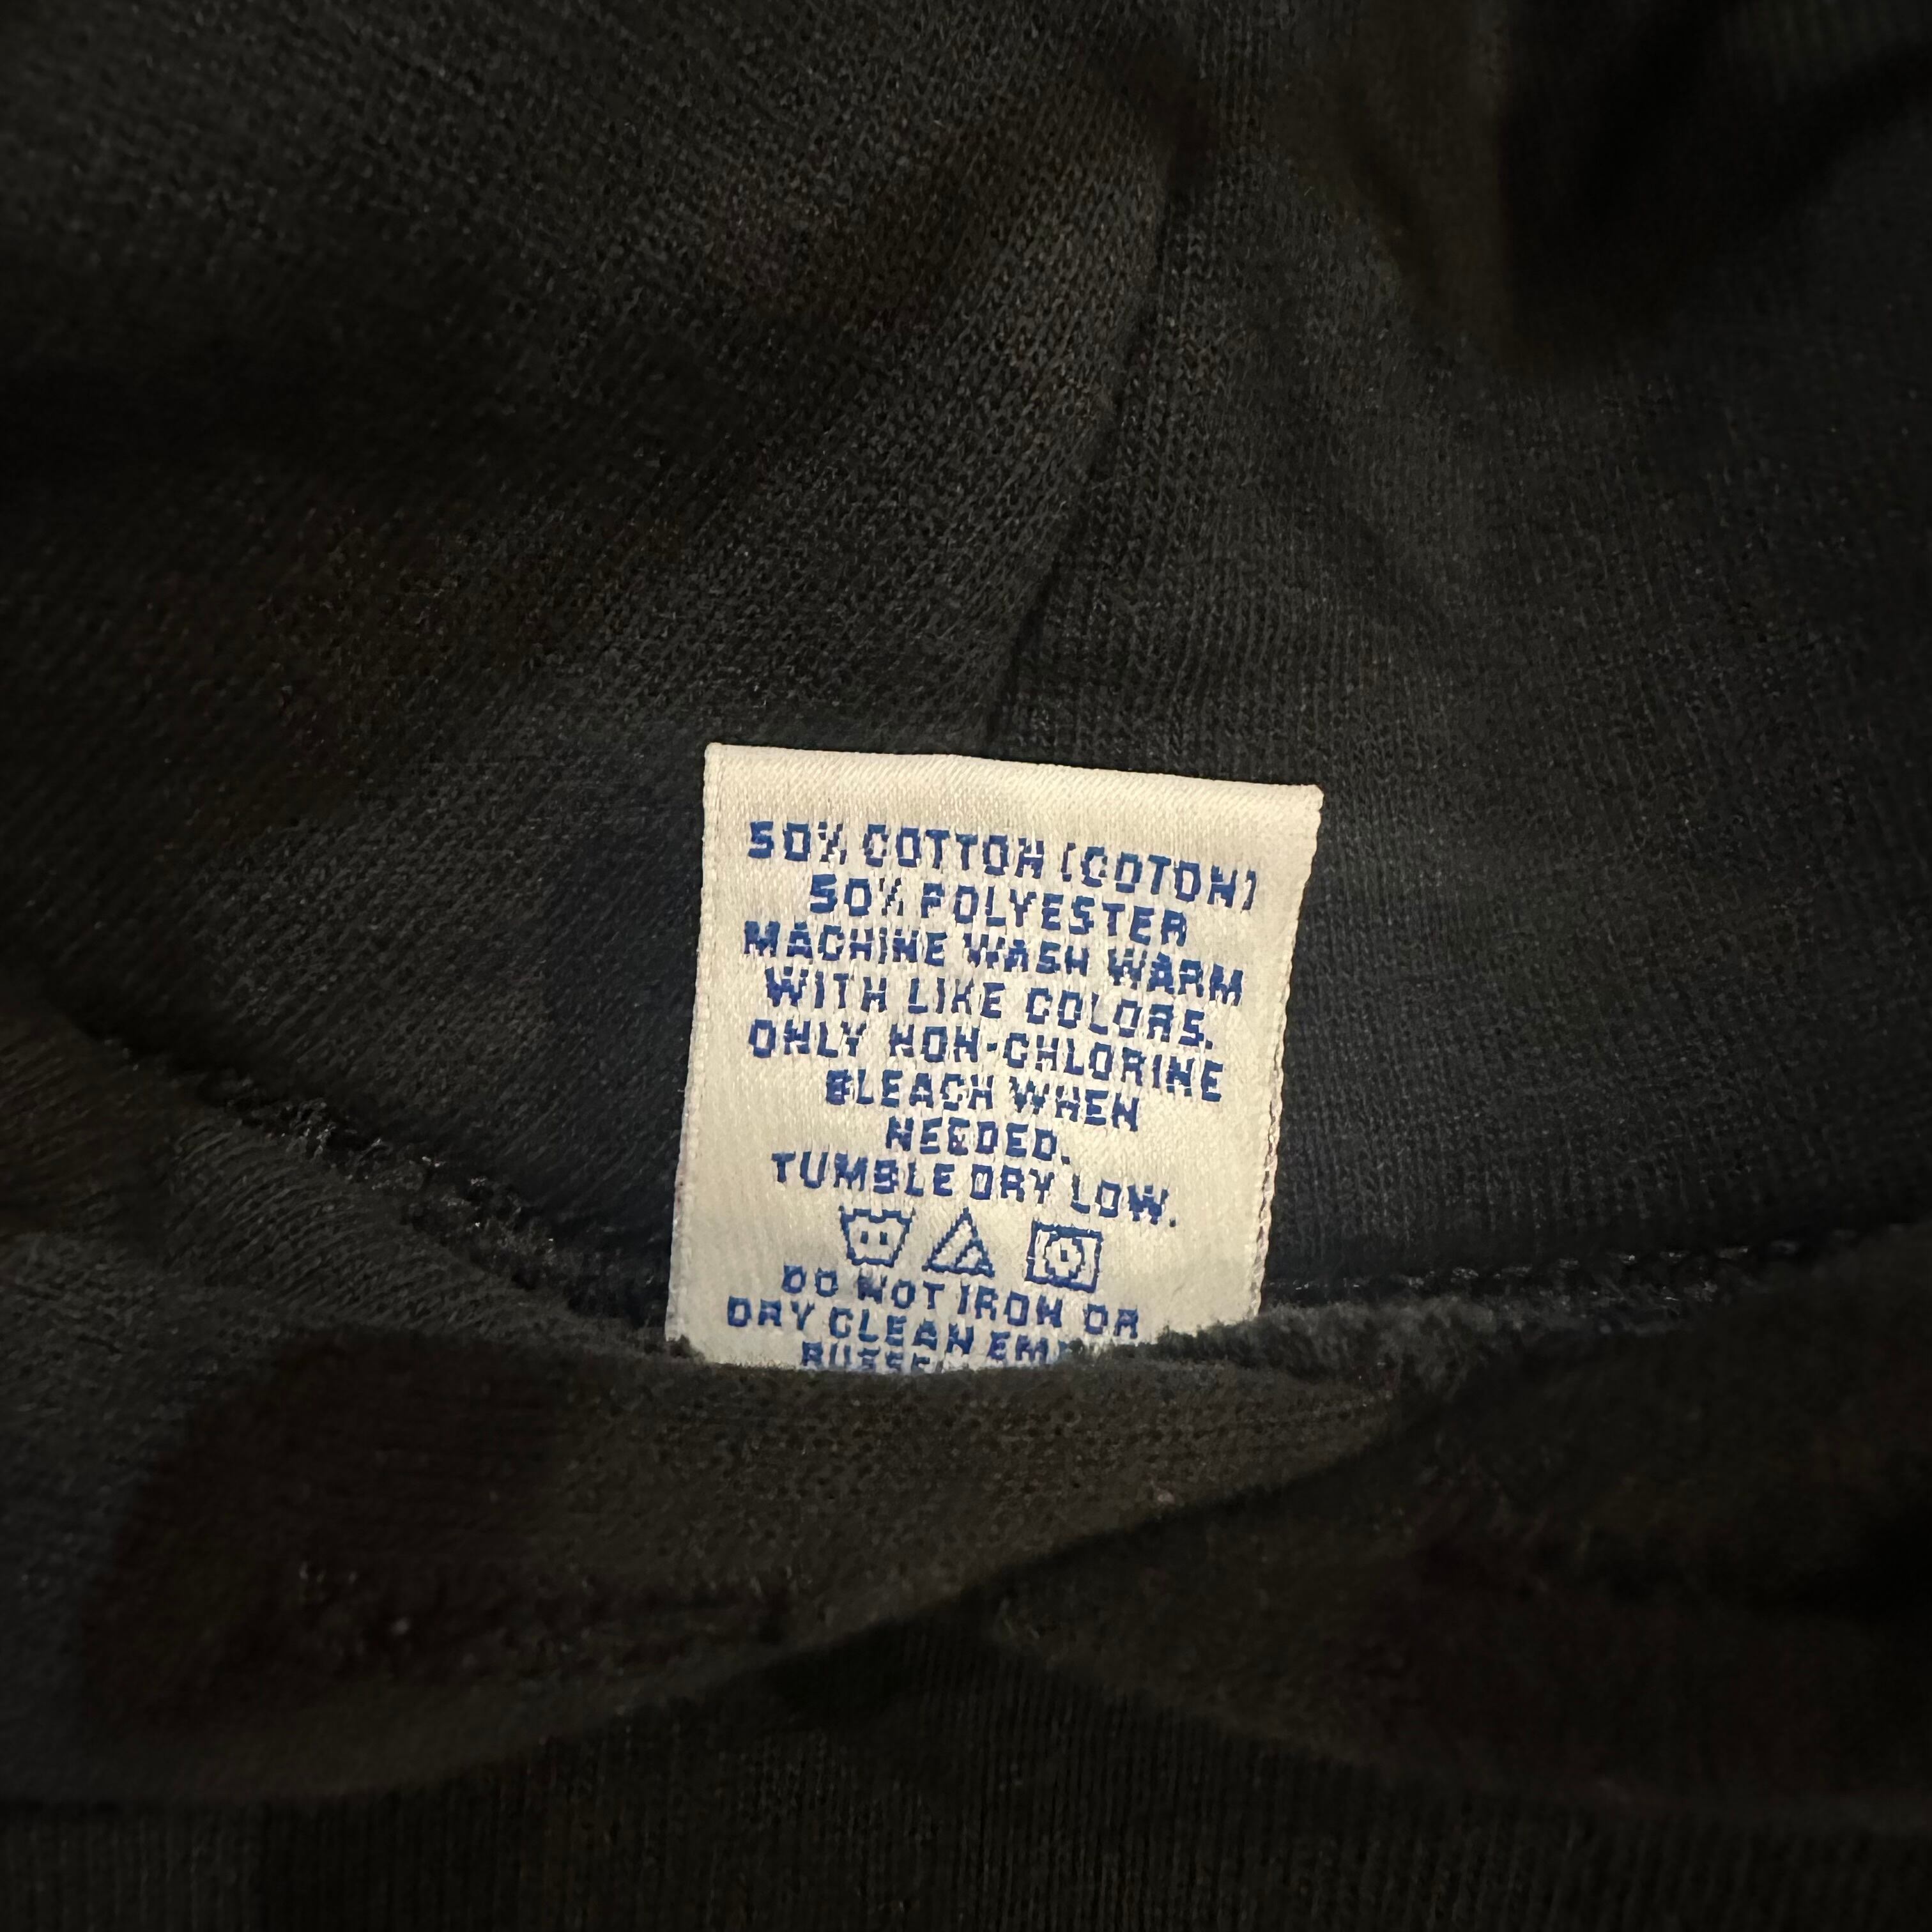 50% COTTON (COTON)
50% POLYESTER
MACHINE WASH WARM
WITH LIKE COLORS.
ONLY NON-CHLORINE
BLEACH WHEN
NEEDED.
TUMBLE DRY LOW.
DO NOT IRON OR
DRY CLEAN